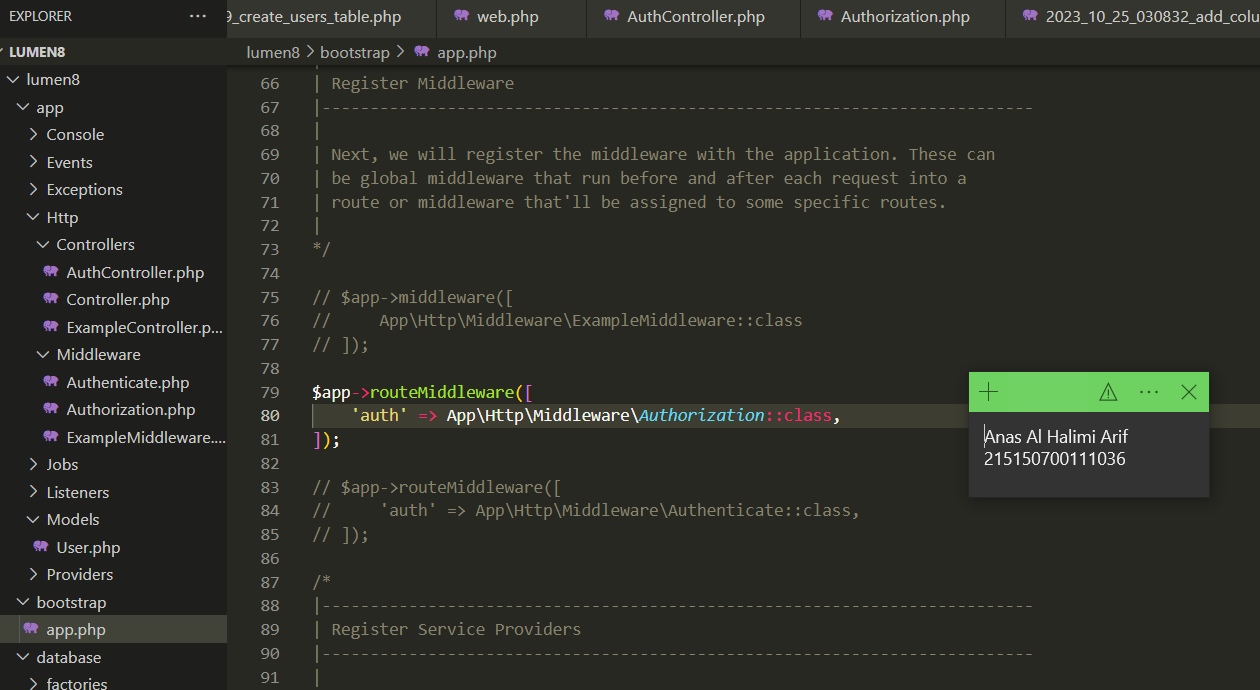 EXPLORER
LUMEN8
lumen8
app
Console
Events
Exceptions
Http
Controllers
AuthController.php
Controller.php
ExampleController.p...
Middleware
Authenticate.php
Authorization.php
ExampleMiddleware....
Jobs
Listeners
Models
User.php
Providers
bootstrap
app.php
database
factories
9_create_users_table.php
web.php
AuthController.php
Authorization.php
2023_10_25_030832_add_colu
lumen8 > bootstrap > app.php
66 | Register Middleware
67 |--------------------------------------------------------------------------
68 |
69 | Next, we will register the middleware with the application. These can
70 | be global middleware that run before and after each request into a
71 | route or middleware that'll be assigned to some specific routes.
72 |
73 */
74
75 // $app->middleware([
76 //     App\Http\Middleware\ExampleMiddleware::class
77 // ]);
78
79 $app->routeMiddleware([
80     'auth' => App\Http\Middleware\Authorization::class,
81 ]);
82
83 // $app->routeMiddleware([
84 //     'auth' => App\Http\Middleware\Authenticate::class,
85 // ]);
86
87 /*
88 |--------------------------------------------------------------------------
89 | Register Service Providers
90 |--------------------------------------------------------------------------
91 |
Anas Al Halimi Arif
215150700111036